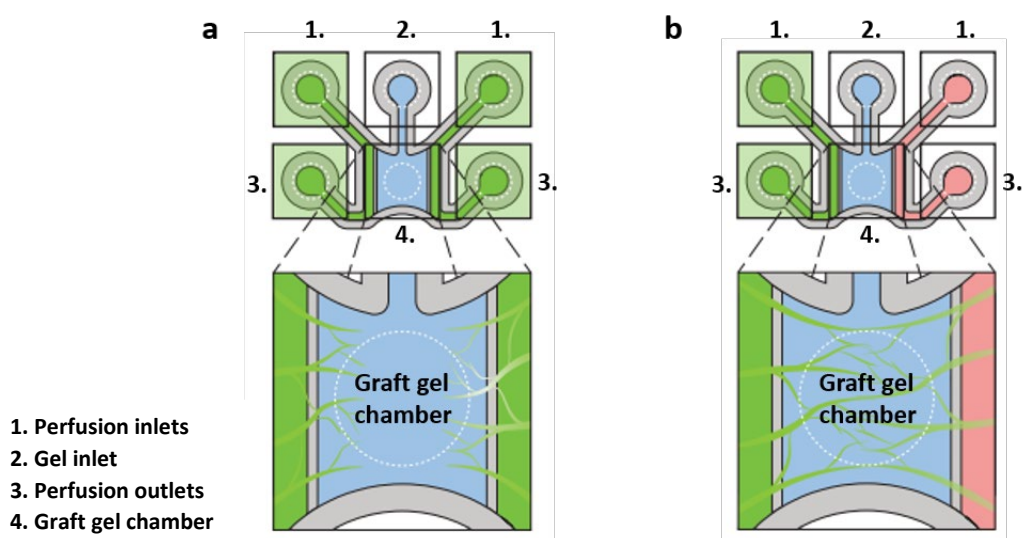 a
1.
2.
1.
3.
3.
4.
Graft gel
chamber
b
1.
2.
1.
3.
3.
4.
Graft gel
chamber
1. Perfusion inlets
2. Gel inlet
3. Perfusion outlets
4. Graft gel chamber